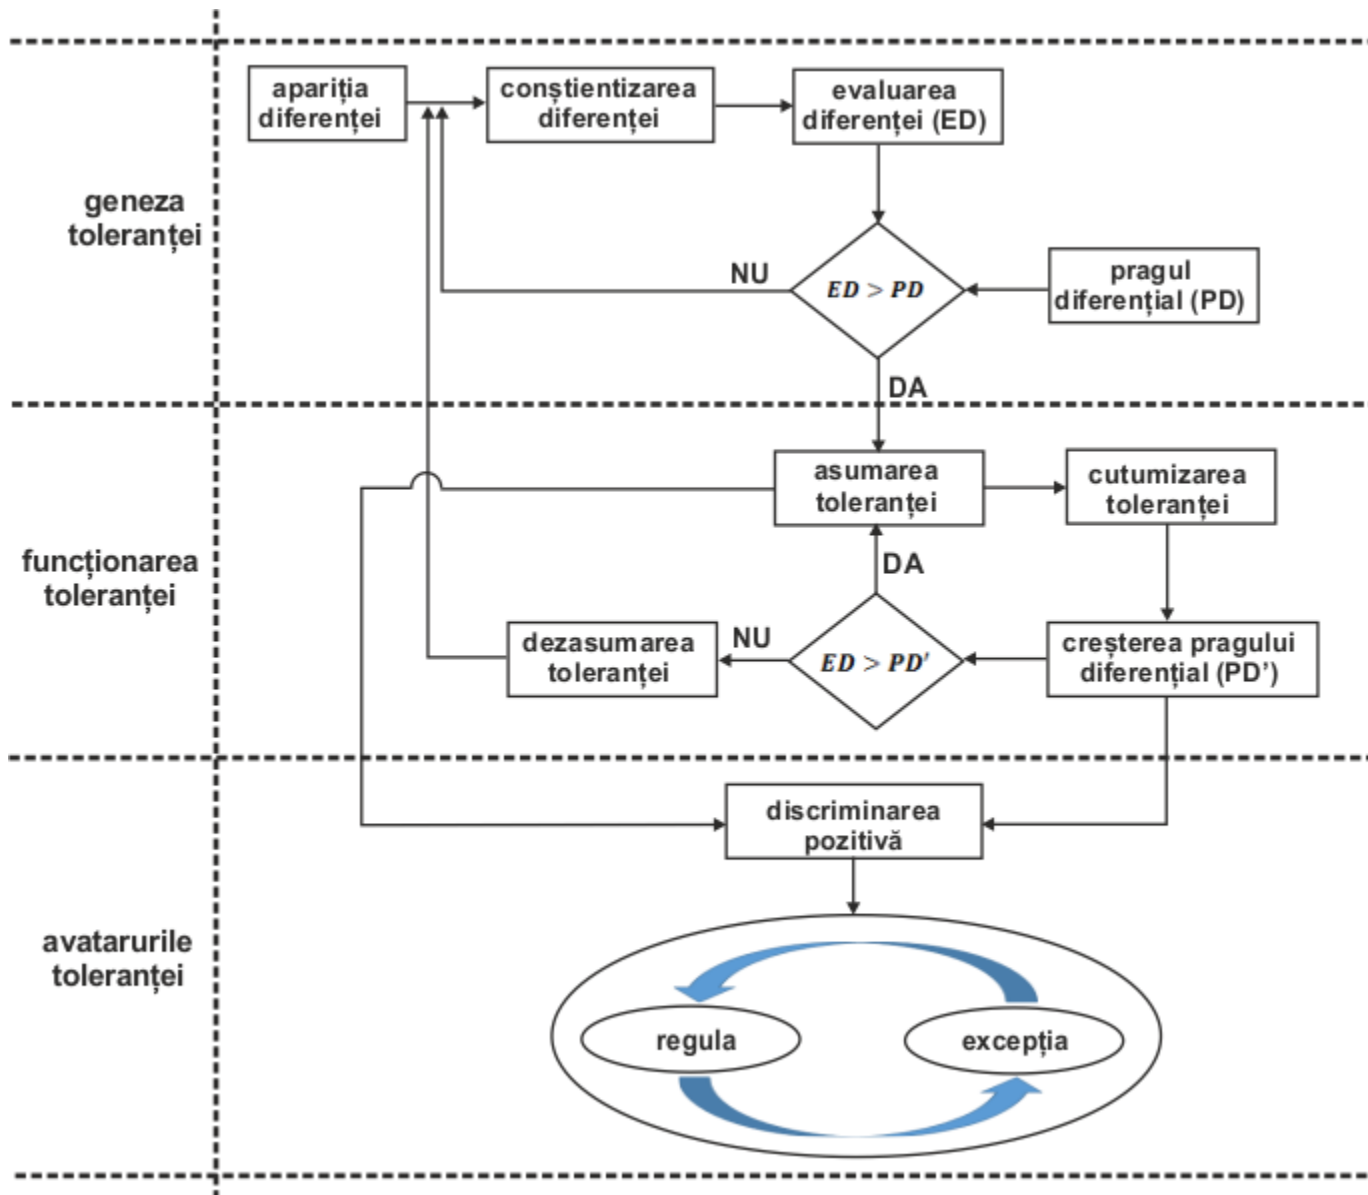 apariția
diferenței
conștientizarea
diferenței
evaluarea
diferenței (ED)
geneza
toleranței
NU
ED > PD
pragul
diferențial (PD)
DA
asumarea
toleranței
cutumizarea
toleranței
funcționarea
toleranței
DA
dezasumarea
toleranței
NU
ED > PD'
creșterea pragului
diferențial (PD')
discriminarea
pozitivă
avatarurile
toleranței
regula
excepția